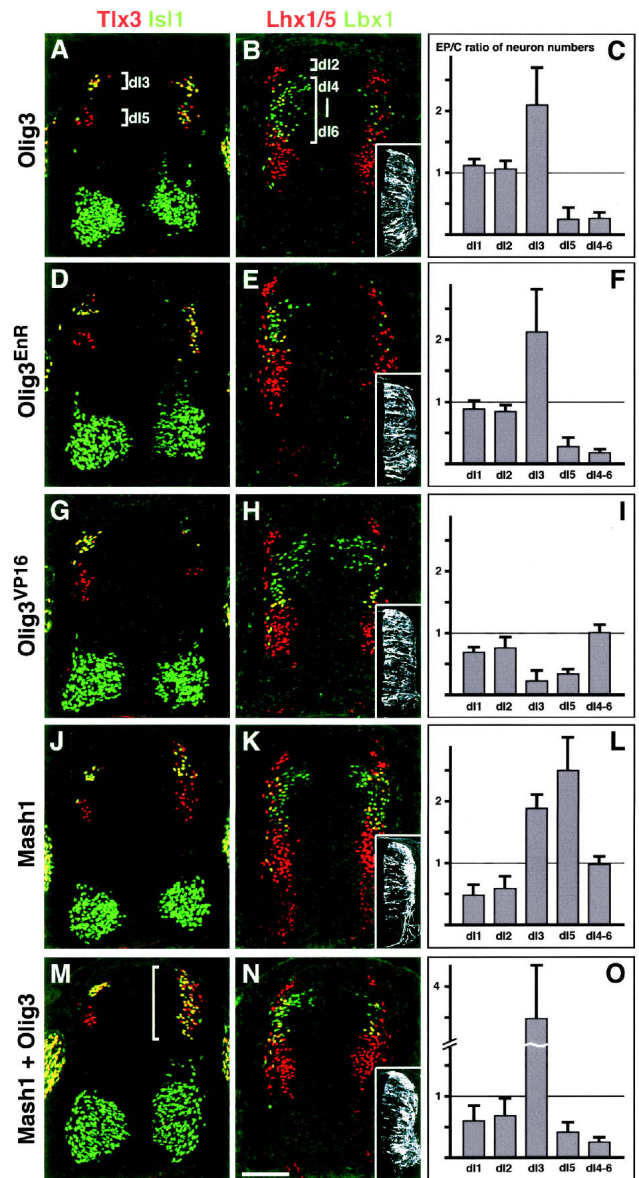 Tlx3 Isl1 Lhx1/5 Lbx1
Olig3
A
dI3
dI5
B
dI2
dI4
dI6
EP/C ratio of neuron numbers
C
2
1
dI1 dI2 dI3 dI5 dI4-6
Olig3EnR
D
E
F
2
1
dI1 dI2 dI3 dI5 dI4-6
Olig3VP16
G
H
I
2
1
dI1 dI2 dI3 dI5 dI4-6
Mash1
J
K
L
2
1
dI1 dI2 dI3 dI5 dI4-6
Mash1 + Olig3
M
N
O
4
1
dI1 dI2 dI3 dI5 dI4-6